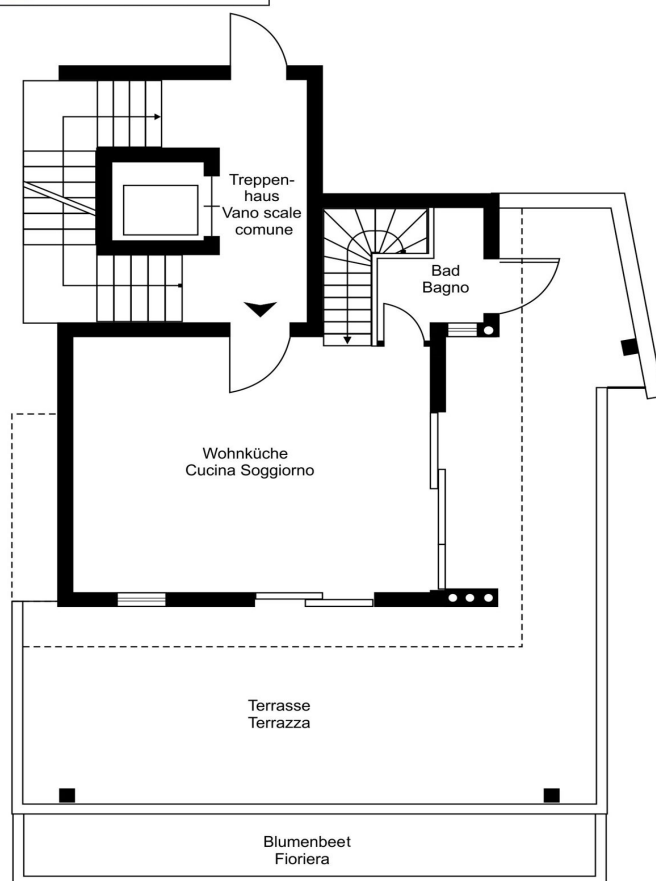 Treppen-
haus
Vano scale
comune
Bad
Bagno
Wohnküche
Cucina Soggiorno
Terrasse
Terrazza
Blumenbeet
Fioriera